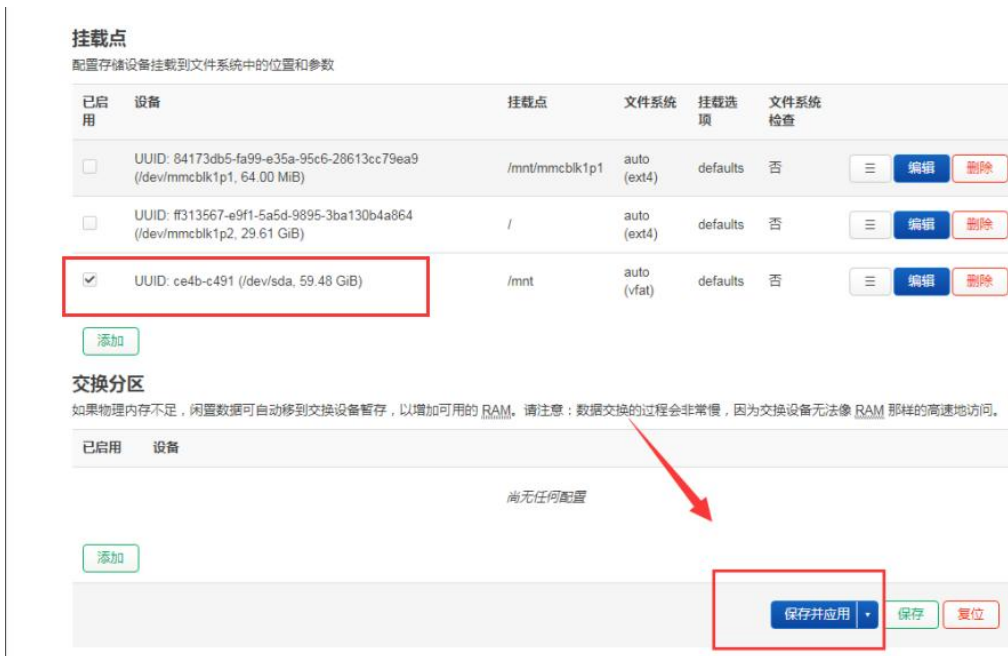 挂载点
配置存储设备挂载到文件系统中的位置和参数
已启用 设备 挂载点 文件系统 挂载选项 文件系统检查
UUID: 84173db5-fa99-e35a-95c6-28613cc79ea9 (/dev/mmcblk1p1, 64.00 MiB) /mnt/mmcblk1p1 auto (ext4) defaults 否 ☰ 编辑 删除
UUID: ff313567-e9f1-5a5d-9895-3ba130b4a864 (/dev/mmcblk1p2, 29.61 GiB) / auto (ext4) defaults 否 ☰ 编辑 删除
UUID: ce4b-c491 (/dev/sda, 59.48 GiB) /mnt auto (vfat) defaults 否 ☰ 编辑 删除
添加
交换分区
如果物理内存不足，闲置数据可自动移到交换设备暂存，以增加可用的 RAM。请注意：数据交换的过程会非常慢，因为交换设备无法像 RAM 那样的高速地访问。
已启用 设备
尚无任何配置
添加
保存并应用 保存 复位